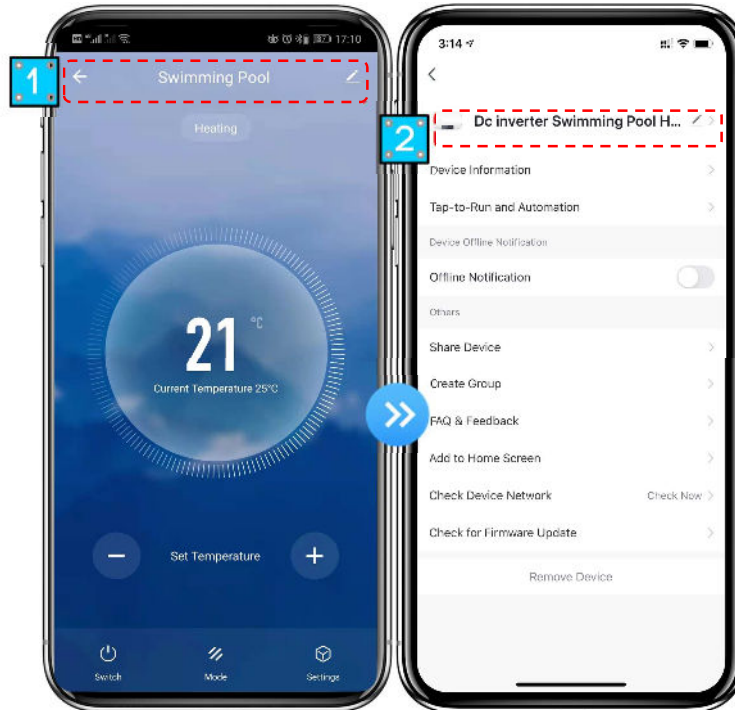 17:10
1
Swimming Pool
Heating
21 °C
Current Temperature 25°C
Set Temperature
Switch
Mode
Settings
3:14
2
Dc inverter Swimming Pool H...
Device Information
Tap-to-Run and Automation
Device Offline Notification
Offline Notification
Others
Share Device
Create Group
FAQ & Feedback
Add to Home Screen
Check Device Network
Check Now
Check for Firmware Update
Remove Device